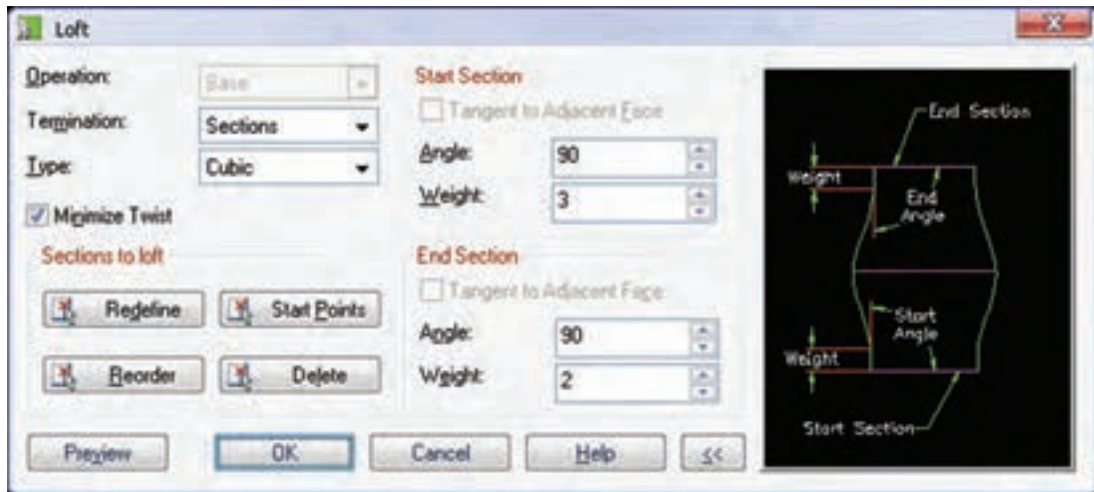 Loft
Operation:
Base
Termination:
Sections
Type:
Cubic
Minimize Twist
Sections to loft
Redefine
Start Points
Reorder
Delete
Start Section
Tangent to Adjacent Face
Angle:
90
Weight:
3
End Section
Tangent to Adjacent Face
Angle:
90
Weight:
2
Preview
OK
Cancel
Help
<<
End Section
Weight
End
Angle
Start
Angle
Weight
Start Section